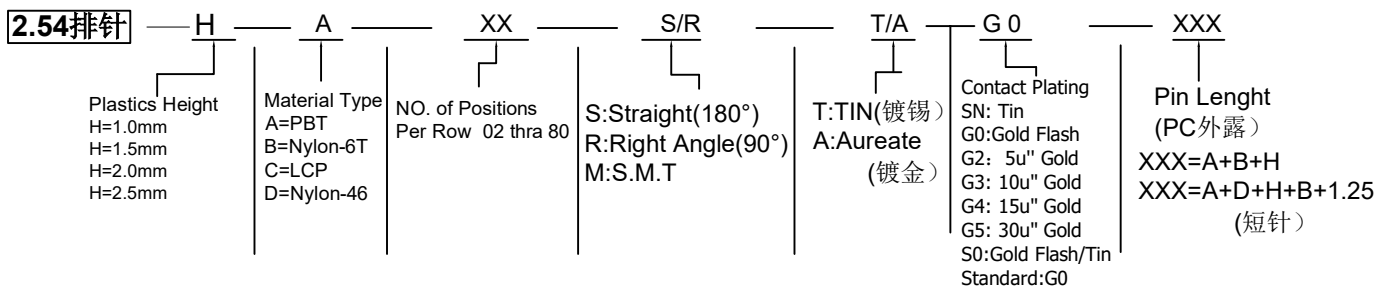 2.54排针 H A XX S/R T/A G 0 XXX
Plastics Height
H=1.0mm
H=1.5mm
H=2.0mm
H=2.5mm
Material Type
A=PBT
B=Nylon-6T
C=LCP
D=Nylon-46
NO. of Positions
Per Row 02 thra 80
S:Straight(180°)
R:Right Angle(90°)
M:S.M.T
T:TIN(镀锡）
A:Aureate
(镀金）
Contact Plating
SN: Tin
G0:Gold Flash
G2: 5u" Gold
G3: 10u" Gold
G4: 15u" Gold
G5: 30u" Gold
S0:Gold Flash/Tin
Standard:G0
Pin Lenght
(PC外露）
XXX=A+B+H
XXX=A+D+H+B+1.25
(短针）